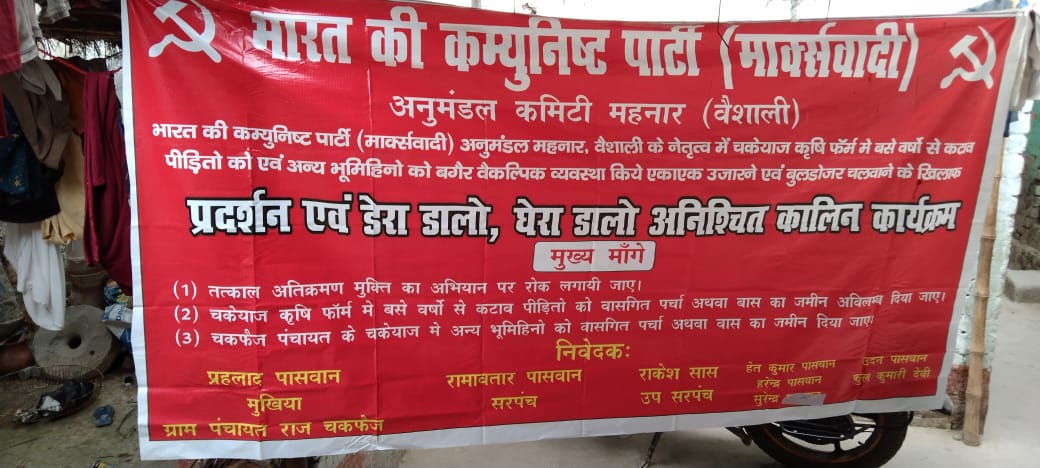 भारत की कम्युनिष्ट पार्टी (मार्क्सवादी)
अनुमंडल कमिटी महनार (वैशाली)
भारत की कम्युनिष्ट पार्टी (मार्क्सवादी) अनुमंडल महनार, वैशाली के नेतृत्व में चकेयाज कृषि फॅार्म मे बसे वर्षो से कटाव
पीड़ितो को एवं अन्य भूमिहिनो को बगैर वैकल्पिक व्यवस्था किये एकाएक उजारने एवं बुलडोजर चलवाने के खिलाफ
प्रदर्शन एवं डेरा डालो, घेरा डालो अनिश्चित कालिन कार्यक्रम
मुख्य माँगे
(1) तत्काल अतिक्रमण मुक्ति का अभियान पर रोक लगायी जाए।
(2) चकेयाज कृषि फॅार्म मे बसे वर्षो से कटाव पीड़ितो को वासगित पर्चा अथवा बास का जमीन अविलम्ब दिया जाए।
(3) चकफैज पंचायत के चकेयाज मे अन्य भूमिहिनो को वासगित पर्चा अथवा वास का जमीन दिया जाए।
निवेदक:
प्रहलाद पासवान
मुखिया
ग्राम पंचायत राज चकफेज
रामावतार पासवान
सरपंच
राकेश सास
उप सरपंच
हेत कुमार पासवान
हरेन्द्र पासवान
सुरेन्द्र
उदन पासवान
फुल कुमारी देवी